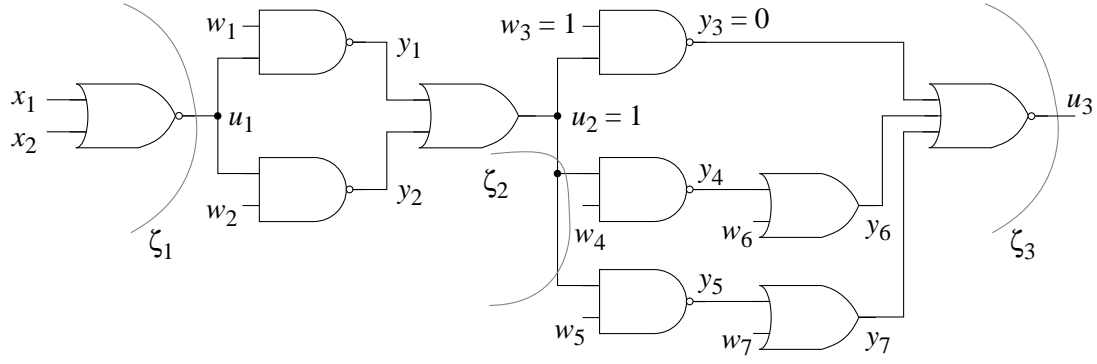 w1
y1
w3 = 1
y3 = 0
x1
x2
u1
u2 = 1
u3
w2
y2
ζ1
ζ2
y4
w4
w6
y6
ζ3
y5
w5
w7
y7